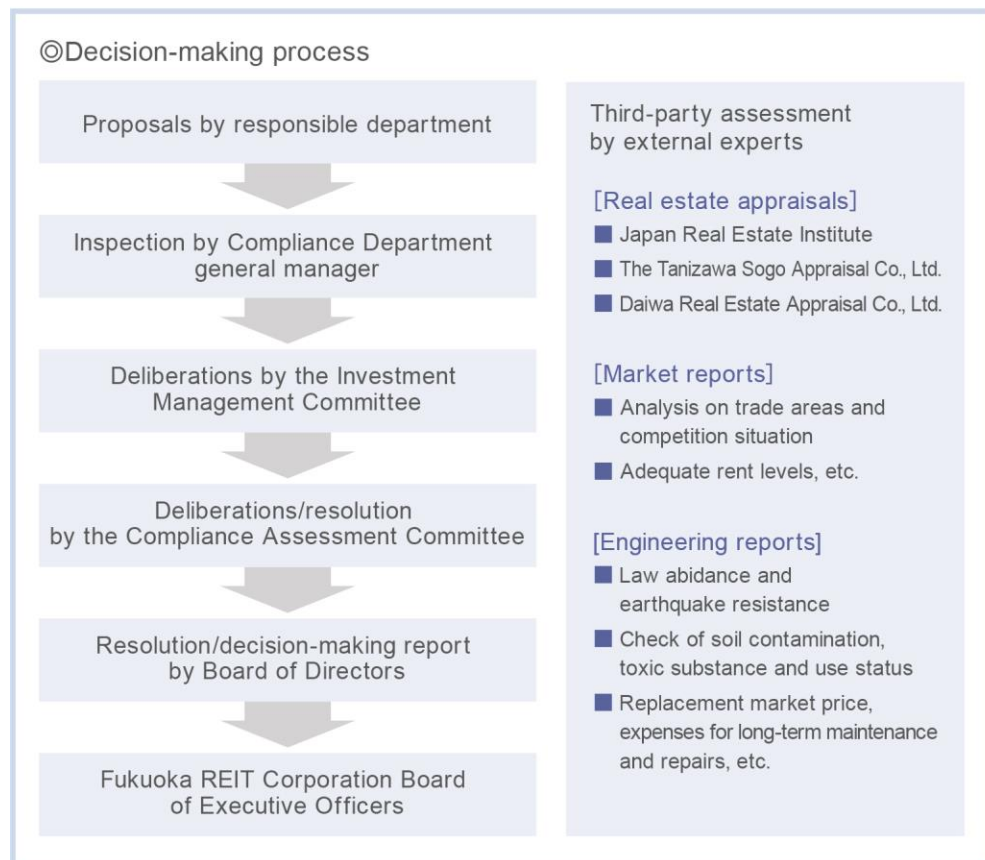 ◎Decision-making process
Proposals by responsible department
Inspection by Compliance Department
general manager
Deliberations by the Investment
Management Committee
Deliberations/resolution
by the Compliance Assessment Committee
Resolution/decision-making report
by Board of Directors
Fukuoka REIT Corporation Board
of Executive Officers
Third-party assessment
by external experts
[Real estate appraisals]
■ Japan Real Estate Institute
■ The Tanizawa Sogo Appraisal Co., Ltd.
■ Daiwa Real Estate Appraisal Co., Ltd.
[Market reports]
■ Analysis on trade areas and
competition situation
■ Adequate rent levels, etc.
[Engineering reports]
■ Law abidance and
earthquake resistance
■ Check of soil contamination,
toxic substance and use status
■ Replacement market price,
expenses for long-term maintenance
and repairs, etc.